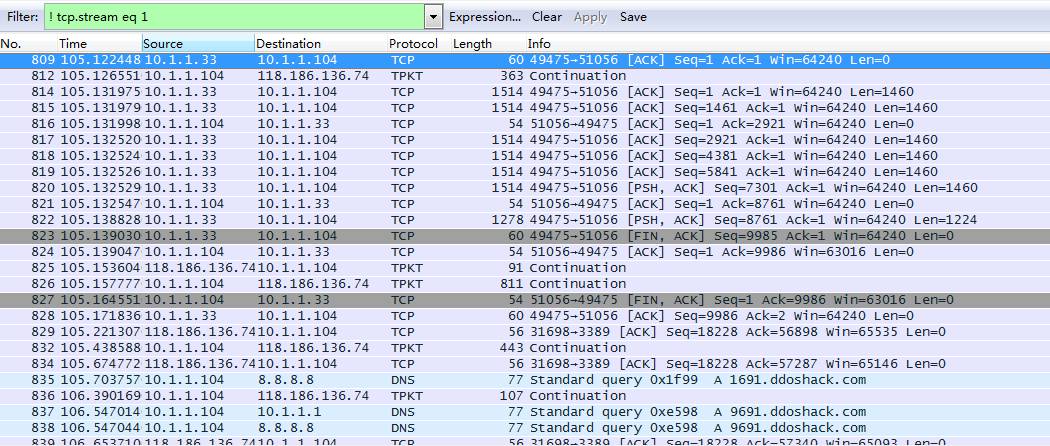 Filter: ! tcp.stream eq 1 Expression... Clear Apply Save
No. Time Source Destination Protocol Length Info
809 105.122448 10.1.1.33 10.1.1.104 TCP 60 49475→51056 [ACK] Seq=1 Ack=1 Win=64240 Len=0
812 105.126551 10.1.1.104 118.186.136.74 TPKT 363 Continuation
814 105.131975 10.1.1.33 10.1.1.104 TCP 1514 49475→51056 [ACK] Seq=1 Ack=1 Win=64240 Len=1460
815 105.131979 10.1.1.33 10.1.1.104 TCP 1514 49475→51056 [ACK] Seq=1461 Ack=1 Win=64240 Len=1460
816 105.131998 10.1.1.104 10.1.1.33 TCP 54 51056→49475 [ACK] Seq=1 Ack=2921 Win=64240 Len=0
817 105.132520 10.1.1.33 10.1.1.104 TCP 1514 49475→51056 [ACK] Seq=2921 Ack=1 Win=64240 Len=1460
818 105.132524 10.1.1.33 10.1.1.104 TCP 1514 49475→51056 [ACK] Seq=4381 Ack=1 Win=64240 Len=1460
819 105.132526 10.1.1.33 10.1.1.104 TCP 1514 49475→51056 [ACK] Seq=5841 Ack=1 Win=64240 Len=1460
820 105.132529 10.1.1.33 10.1.1.104 TCP 1514 49475→51056 [PSH, ACK] Seq=7301 Ack=1 Win=64240 Len=1460
821 105.132547 10.1.1.104 10.1.1.33 TCP 54 51056→49475 [ACK] Seq=1 Ack=8761 Win=64240 Len=0
822 105.138828 10.1.1.33 10.1.1.104 TCP 1278 49475→51056 [PSH, ACK] Seq=8761 Ack=1 Win=64240 Len=1224
823 105.139030 10.1.1.33 10.1.1.104 TCP 60 49475→51056 [FIN, ACK] Seq=9985 Ack=1 Win=64240 Len=0
824 105.139047 10.1.1.104 10.1.1.33 TCP 54 51056→49475 [ACK] Seq=1 Ack=9986 Win=63016 Len=0
825 105.153604 118.186.136.74 10.1.1.104 TPKT 91 Continuation
826 105.157777 10.1.1.104 118.186.136.74 TPKT 811 Continuation
827 105.164551 10.1.1.104 10.1.1.33 TCP 54 51056→49475 [FIN, ACK] Seq=1 Ack=9986 Win=63016 Len=0
828 105.171836 10.1.1.33 10.1.1.104 TCP 60 49475→51056 [ACK] Seq=9986 Ack=2 Win=64240 Len=0
829 105.221307 118.186.136.74 10.1.1.104 TCP 56 31698→3389 [ACK] Seq=18228 Ack=56898 Win=65535 Len=0
832 105.438588 10.1.1.104 118.186.136.74 TPKT 443 Continuation
834 105.674772 118.186.136.74 10.1.1.104 TCP 56 31698→3389 [ACK] Seq=18228 Ack=57287 Win=65146 Len=0
835 105.703757 10.1.1.104 8.8.8.8 DNS 77 Standard query 0x1f99 A 1691.ddoshack.com
836 106.390169 10.1.1.104 118.186.136.74 TPKT 107 Continuation
837 106.547014 10.1.1.104 10.1.1.1 DNS 77 Standard query 0xe598 A 9691.ddoshack.com
838 106.547044 10.1.1.104 8.8.8.8 DNS 77 Standard query 0xe598 A 9691.ddoshack.com
839 106.653710 118.186.136.74 10.1.1.104 TCP 56 31698→3389 [ACK] Seq=18228 Ack=57340 Win=65093 Len=0